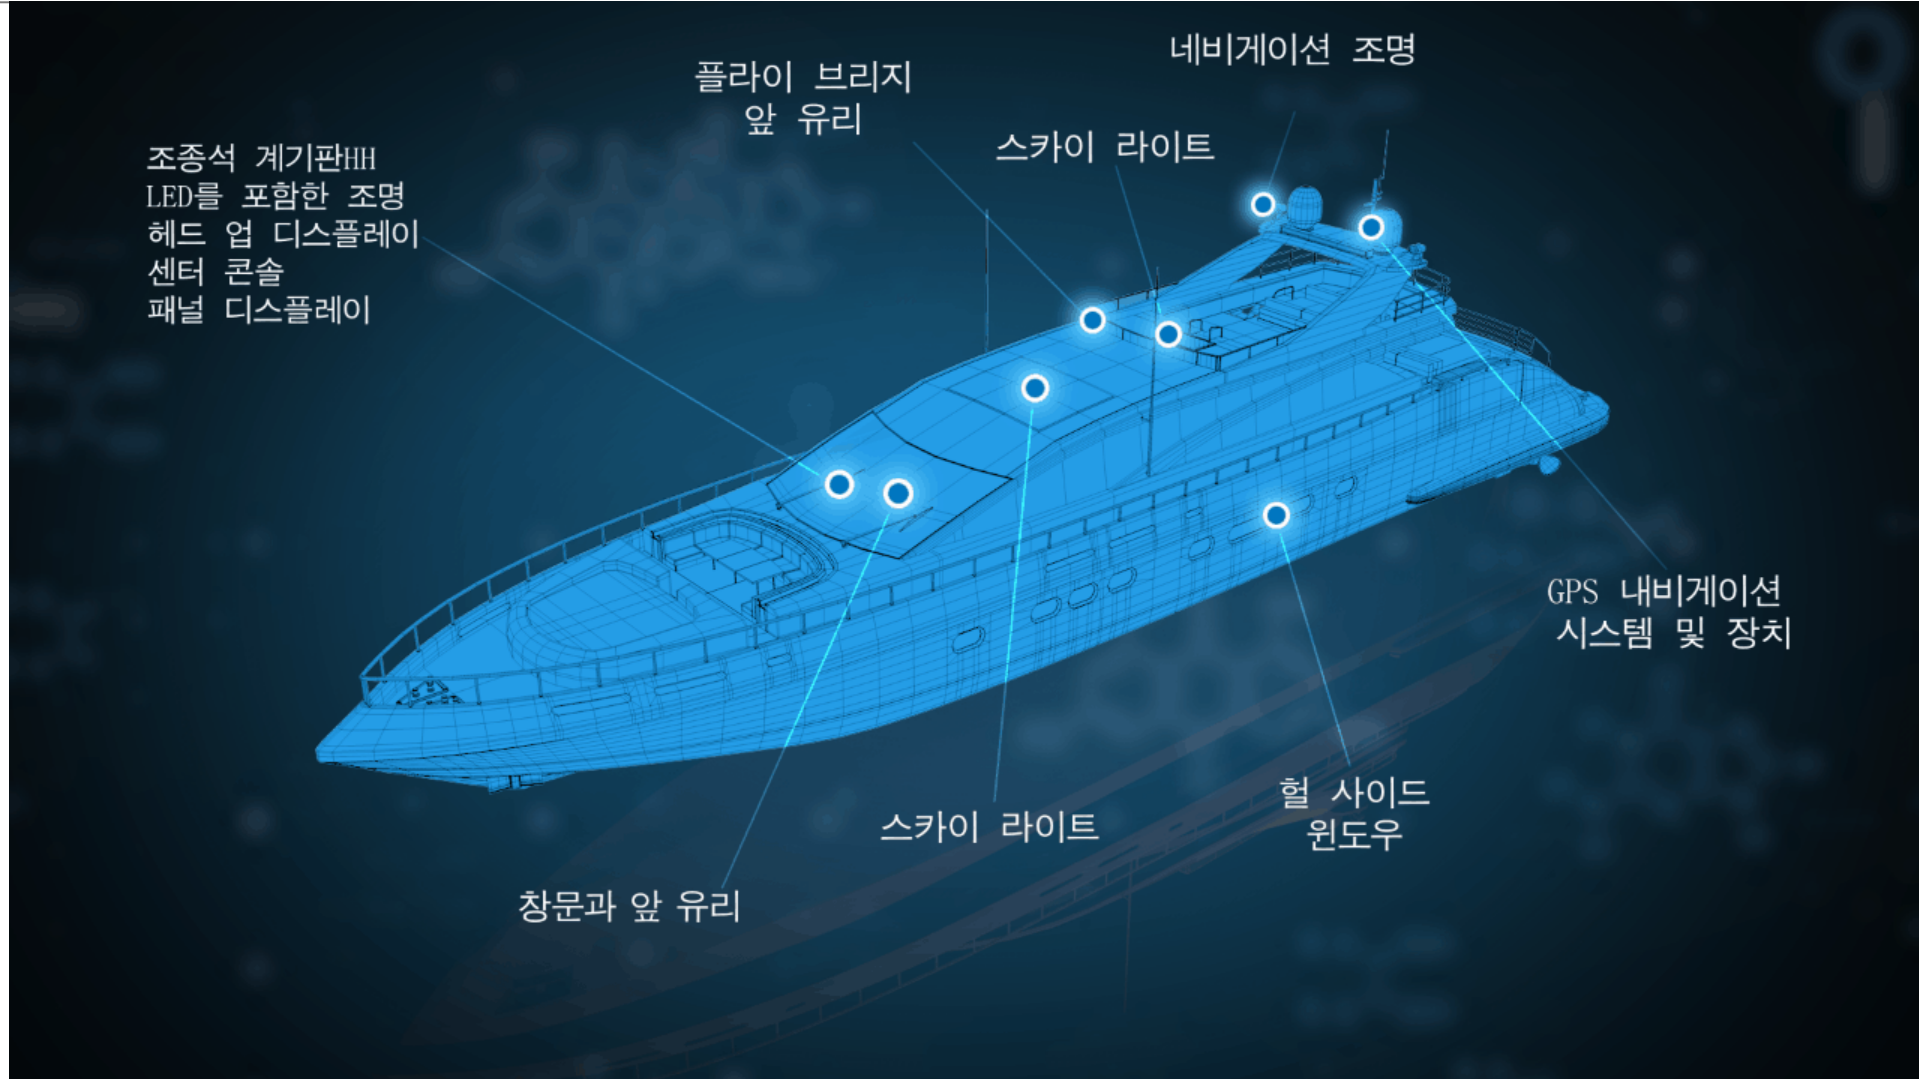 네비게이션 조명
플라이 브리지
앞 유리
스카이 라이트
조종석 계기판HH
LED를 포함한 조명
헤드 업 디스플레이
센터 콘솔
패널 디스플레이
GPS 내비게이션
시스템 및 장치
헐 사이드
윈도우
스카이 라이트
창문과 앞 유리